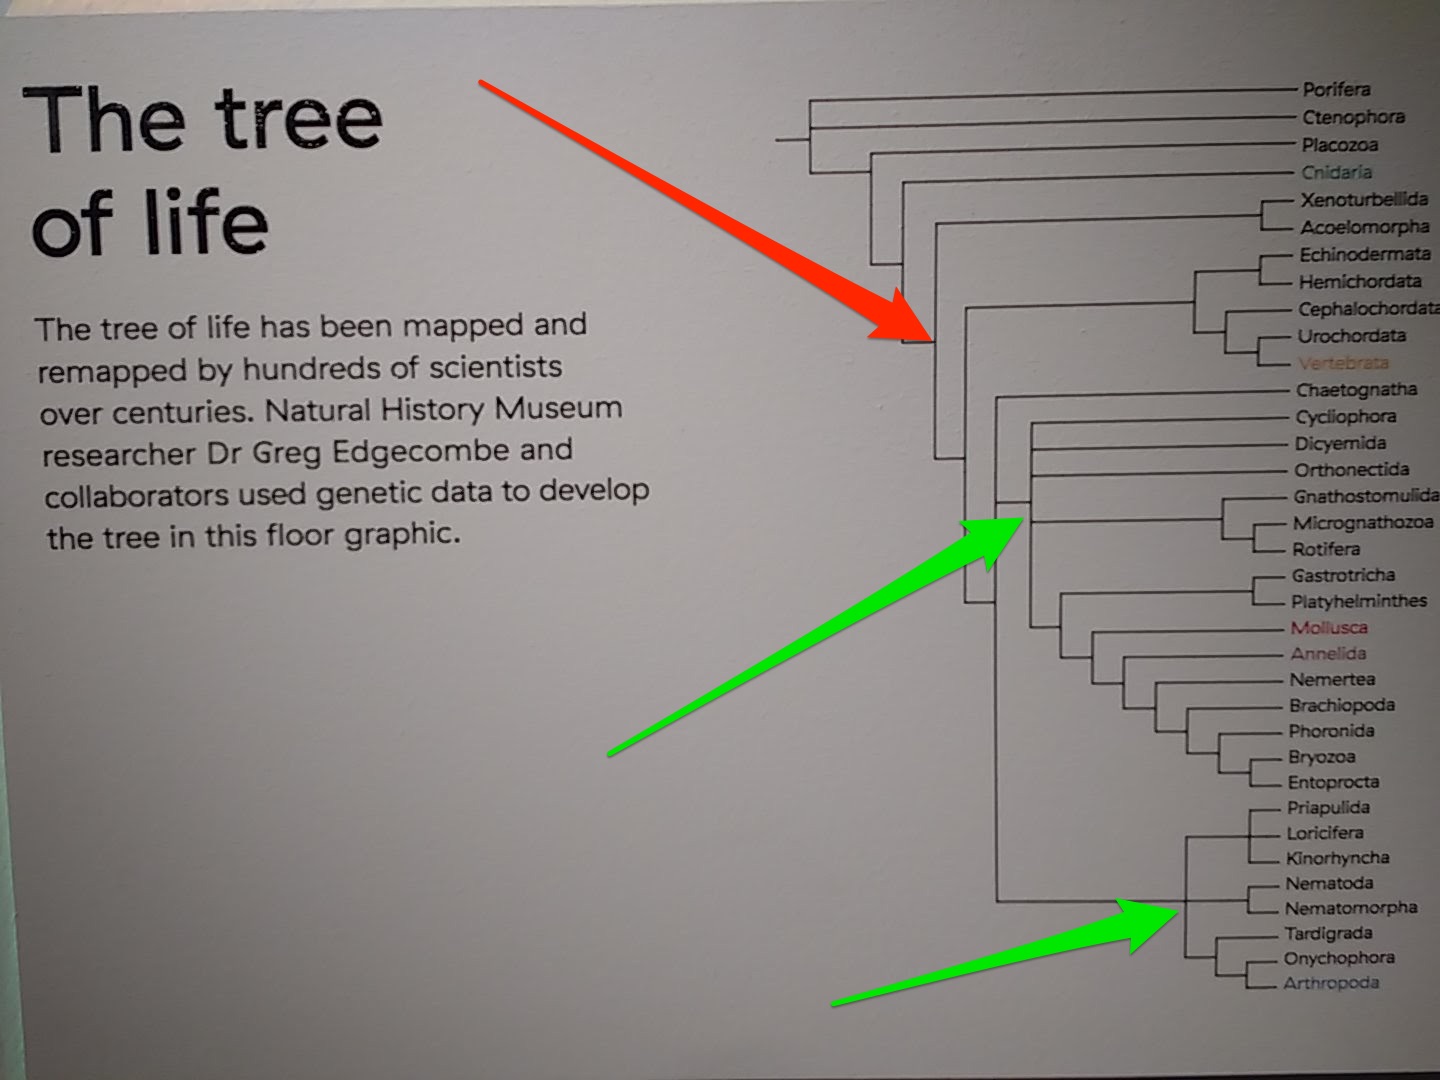 The tree
of life
The tree of life has been mapped and
remapped by hundreds of scientists
over centuries. Natural History Museum
researcher Dr Greg Edgecombe and
collaborators used genetic data to develop
the tree in this floor graphic.
Porifera
Ctenophora
Placozoa
Cnidaria
Xenoturbellida
Acoelomorpha
Echinodermata
Hemichordata
Cephalochordata
Urochordata
Vertebrata
Chaetognatha
Cycliophora
Dicyemida
Orthonectida
Gnathostomulida
Micrognathozoa
Rotifera
Gastrotricha
Platyhelminthes
Mollusca
Annelida
Nemertea
Brachiopoda
Phoronida
Bryozoa
Entoprocta
Priapulida
Loricifera
Kinorhyncha
Nematoda
Nematomorpha
Tardigrada
Onychophora
Arthropoda